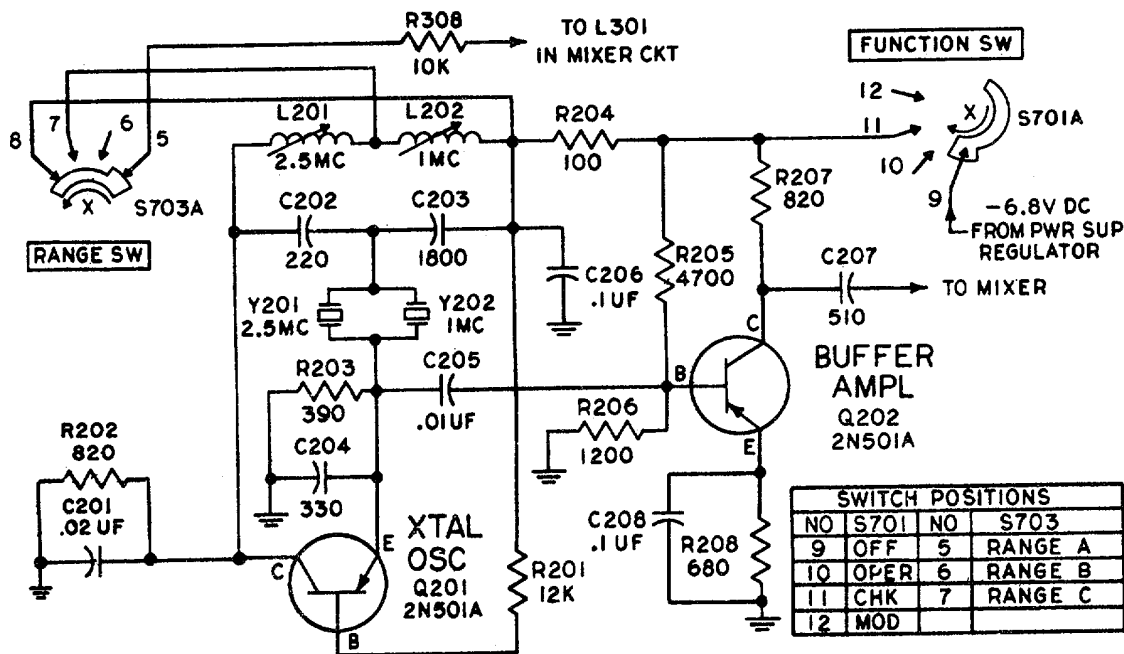 R308
10K
TO L301
IN MIXER CKT
FUNCTION SW
12
11
10
9
X
S701A
-6.8V DC
FROM PWR SUP
REGULATOR
8
7
6
5
X
S703A
RANGE SW
L201
2.5MC
L202
1MC
R204
100
R207
820
C202
220
C203
1800
C206
.1UF
R205
4700
C207
510
TO MIXER
Y201
2.5MC
Y202
1MC
R203
390
C205
.01UF
C
B
E
BUFFER
AMPL
Q202
2N501A
R206
1200
R202
820
C201
.02UF
C204
330
XTAL
OSC
Q201
2N501A
C
E
B
R201
12K
C208
.1UF
R208
680
SWITCH POSITIONS
NO S701 NO S703
9 OFF 5 RANGE A
10 OPER 6 RANGE B
11 CHK 7 RANGE C
12 MOD